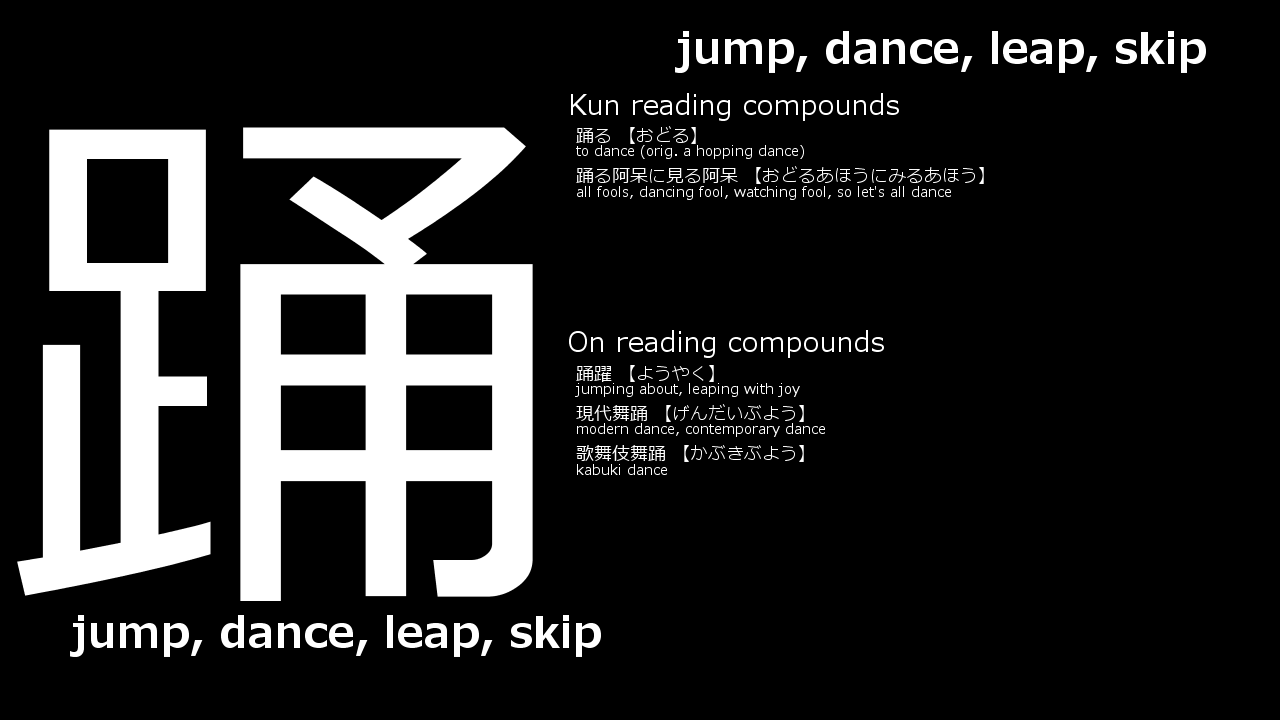 踊
jump, dance, leap, skip
jump, dance, leap, skip
Kun reading compounds
踊る 【おどる】
to dance (orig. a hopping dance)
踊る阿呆に見る阿呆 【おどるあほうにみるあほう】
all fools, dancing fool, watching fool, so let's all dance
On reading compounds
踊躍 【ようやく】
jumping about, leaping with joy
現代舞踊 【げんだいぶよう】
modern dance, contemporary dance
歌舞伎舞踊 【かぶきぶよう】
kabuki dance